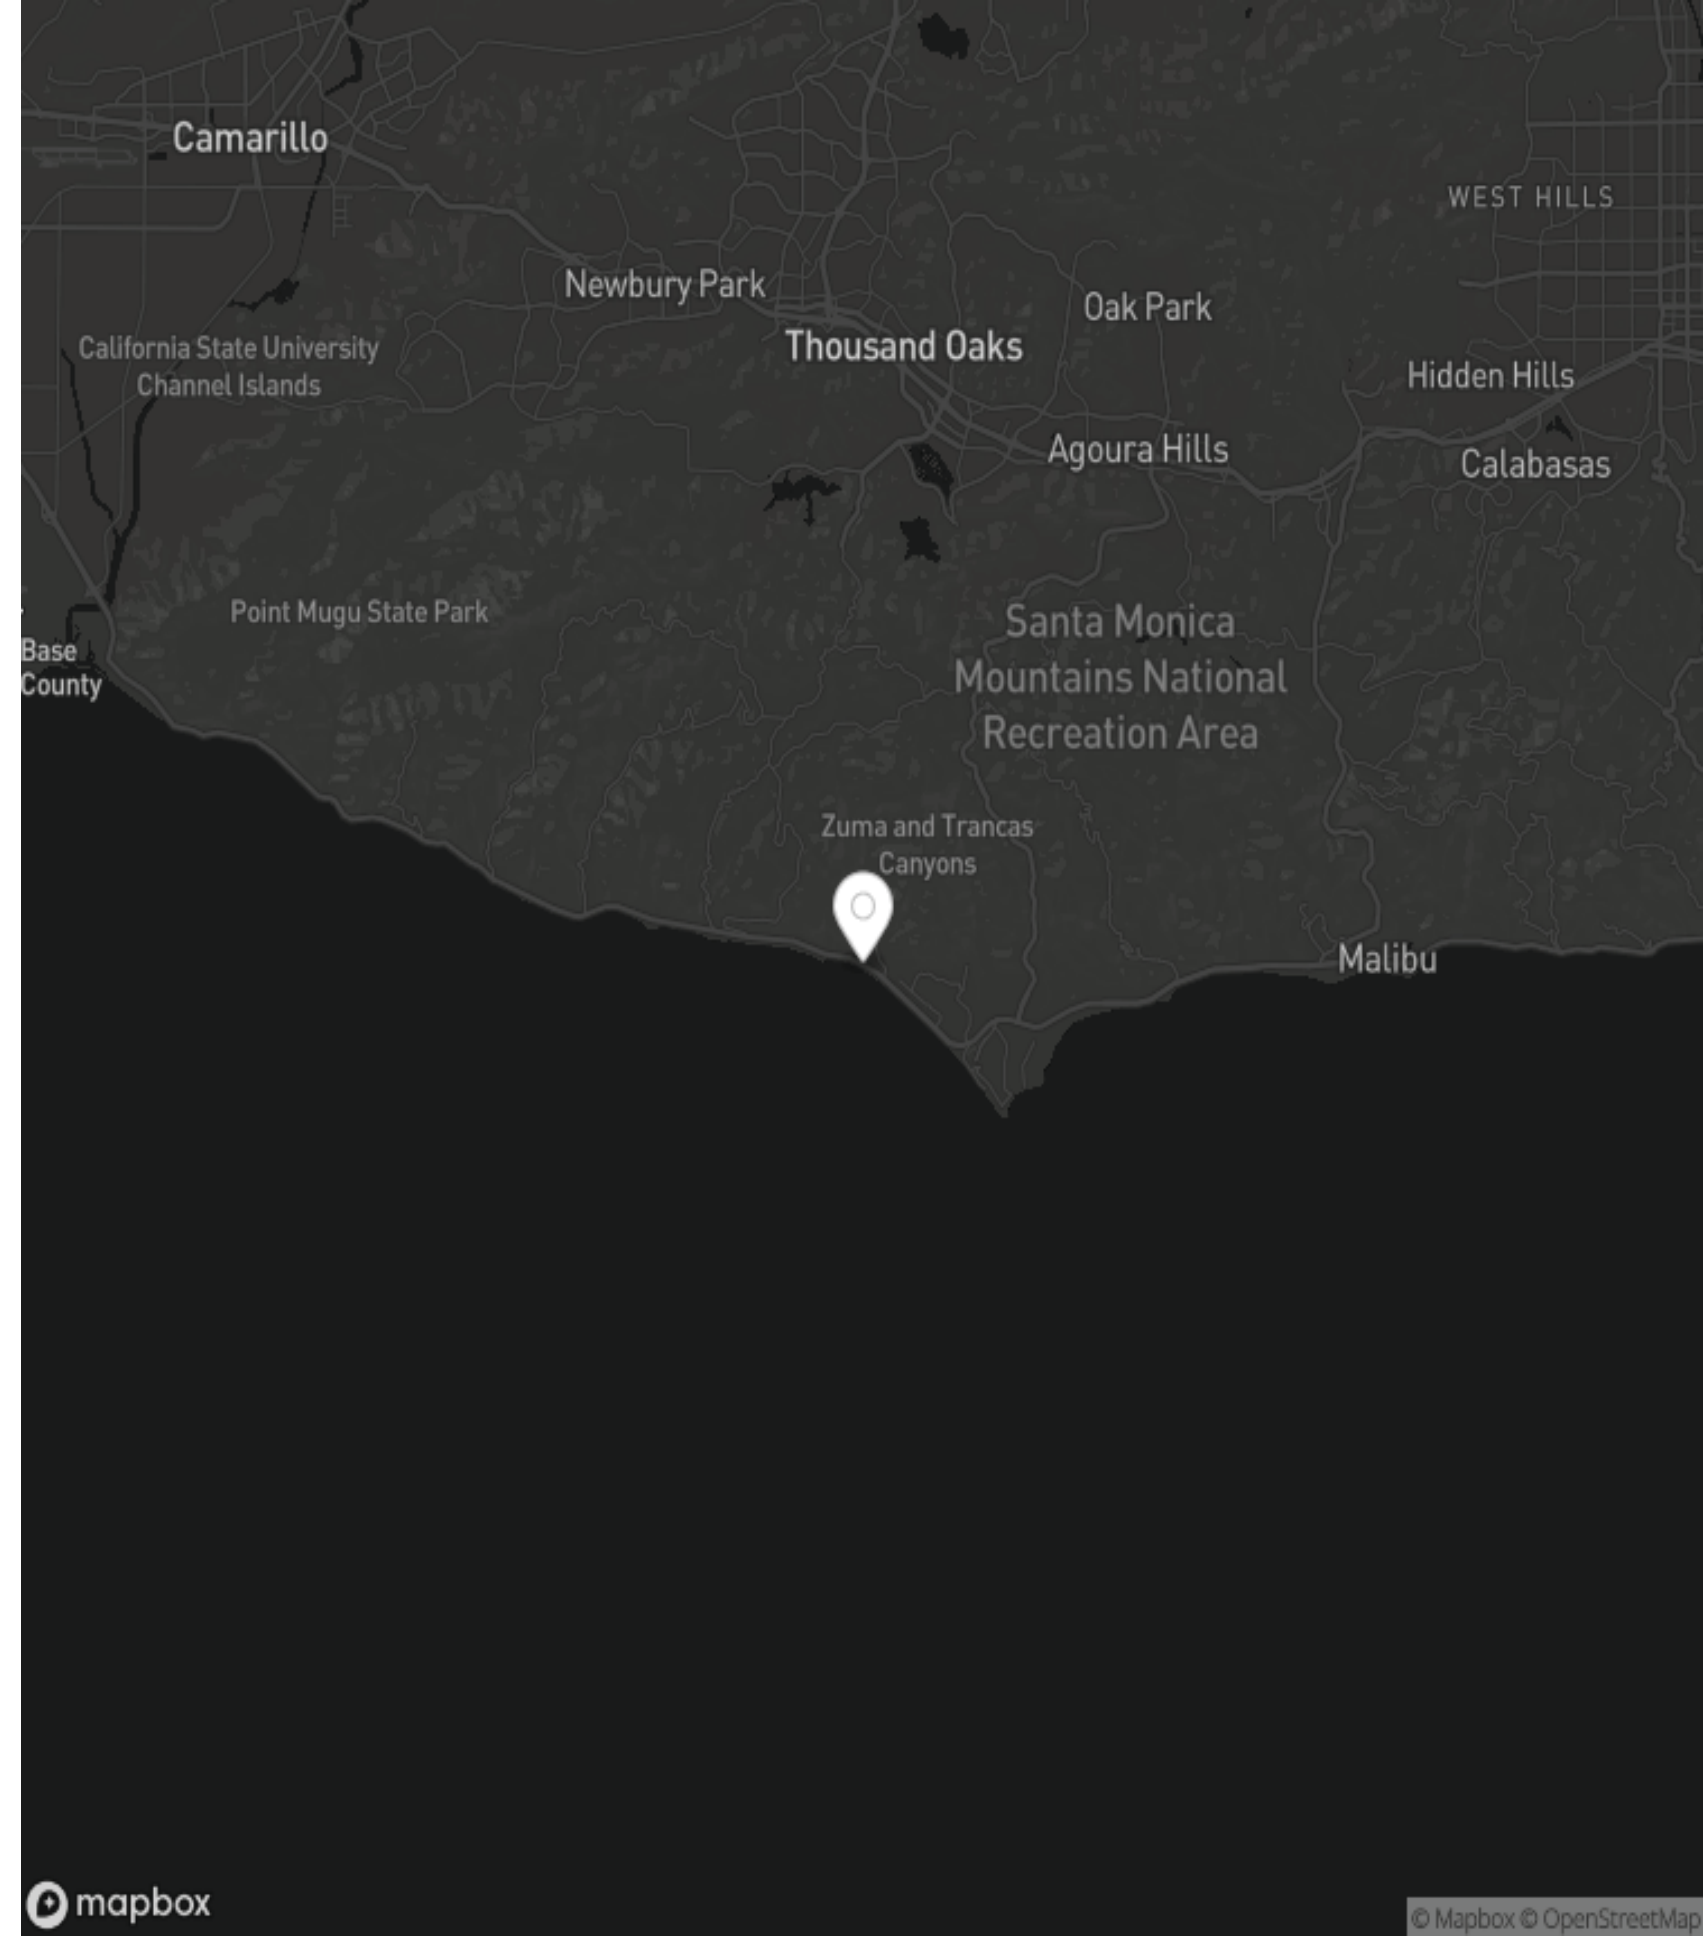 Camarillo
WEST HILLS
Newbury Park
Oak Park
Thousand Oaks
California State University
Channel Islands
Hidden Hills
Agoura Hills
Calabasas
Point Mugu State Park
Santa Monica
Mountains National
Recreation Area
Base
County
Zuma and Trancas
Canyons
Malibu
mapbox
© Mapbox © OpenStreetMap